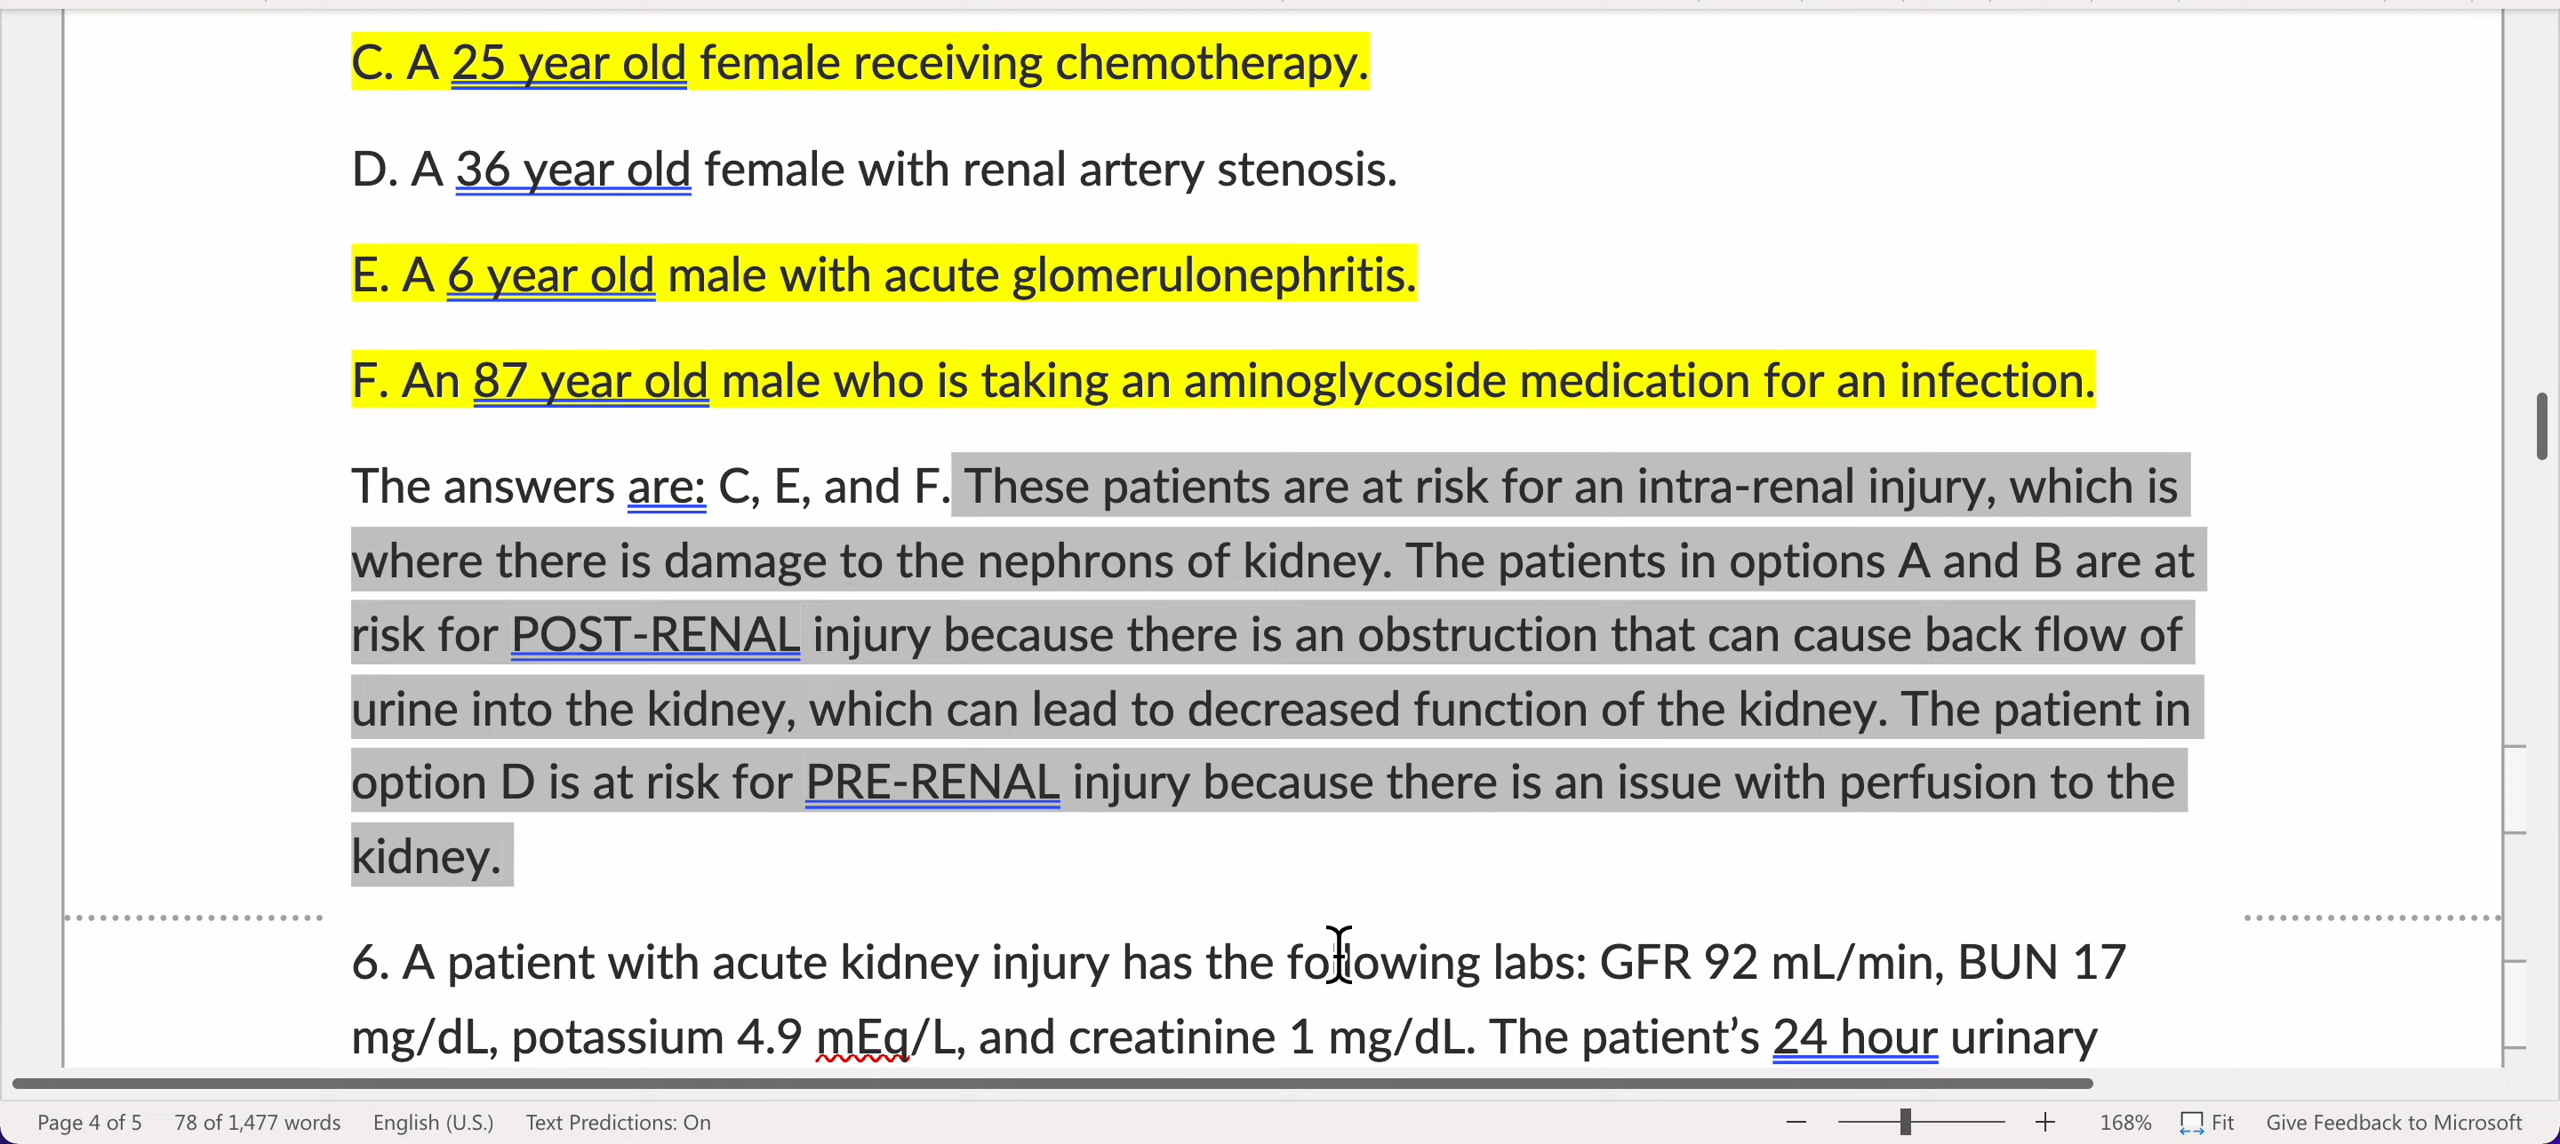 C. A 25 year old female receiving chemotherapy.
D. A 36 year old female with renal artery stenosis.
E. A 6 year old male with acute glomerulonephritis.
F. An 87 year old male who is taking an aminoglycoside medication for an infection.
The answers are: C, E, and F. These patients are at risk for an intra-renal injury, which is
where there is damage to the nephrons of kidney. The patients in options A and B are at
risk for POST-RENAL injury because there is an obstruction that can cause back flow of
urine into the kidney, which can lead to decreased function of the kidney. The patient in
option D is at risk for PRE-RENAL injury because there is an issue with perfusion to the
kidney.
6. A patient with acute kidney injury has the following labs: GFR 92 mL/min, BUN 17
mg/dL, potassium 4.9 mEq/L, and creatinine 1 mg/dL. The patient’s 24 hour urinary
Page 4 of 5 78 of 1,477 words English (U.S.) Text Predictions: On 168% Fit Give Feedback to Microsoft